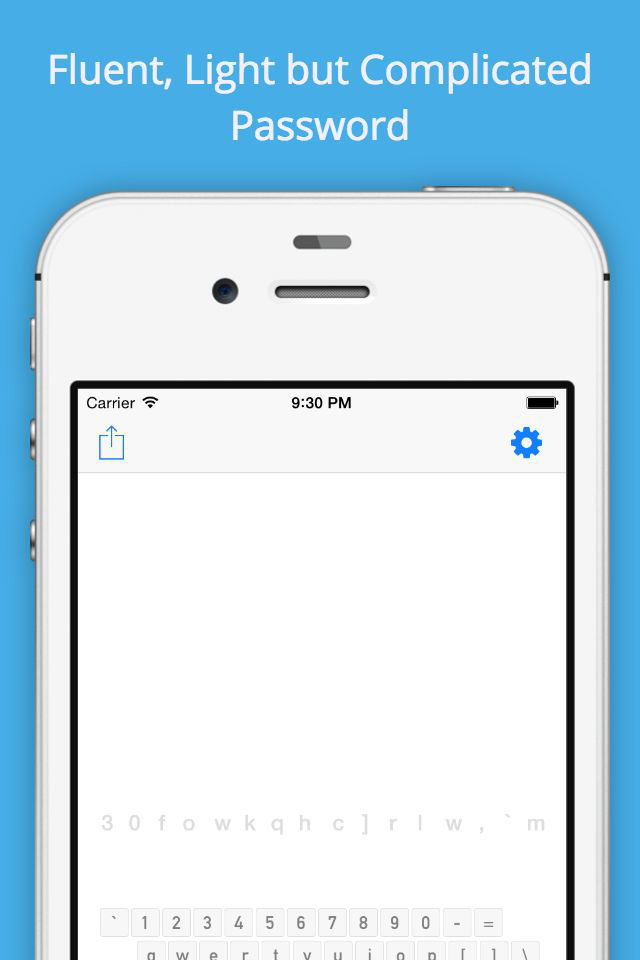 Fluent, Light but Complicated
Password
Carrier 9:30 PM
3 0 f o w k q h c ] r l w , ` m
` 1 2 3 4 5 6 7 8 9 0 - =
q w e r t y u i o p [ ] \